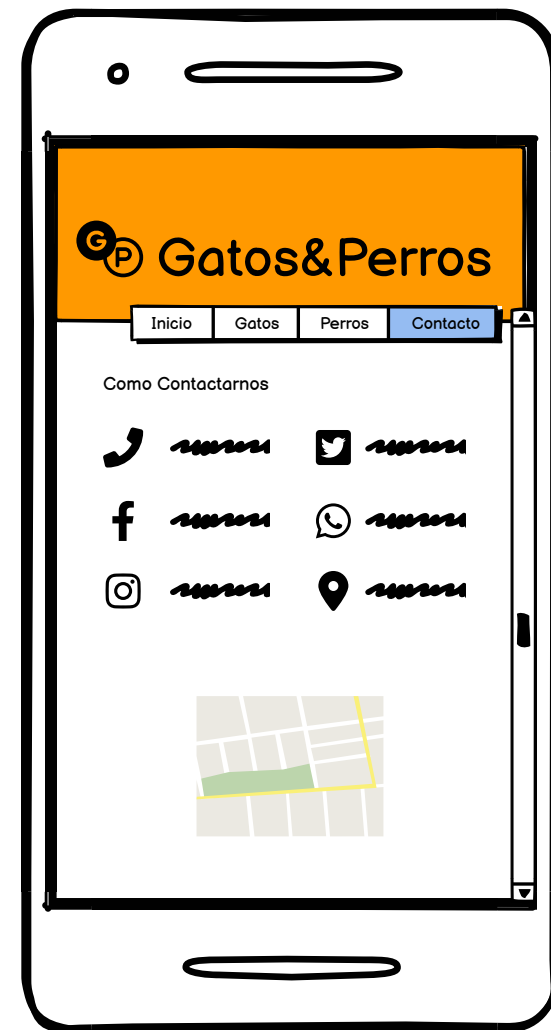 G
P
Gatos&Perros
Inicio Gatos Perros Contacto
Como Contactarnos